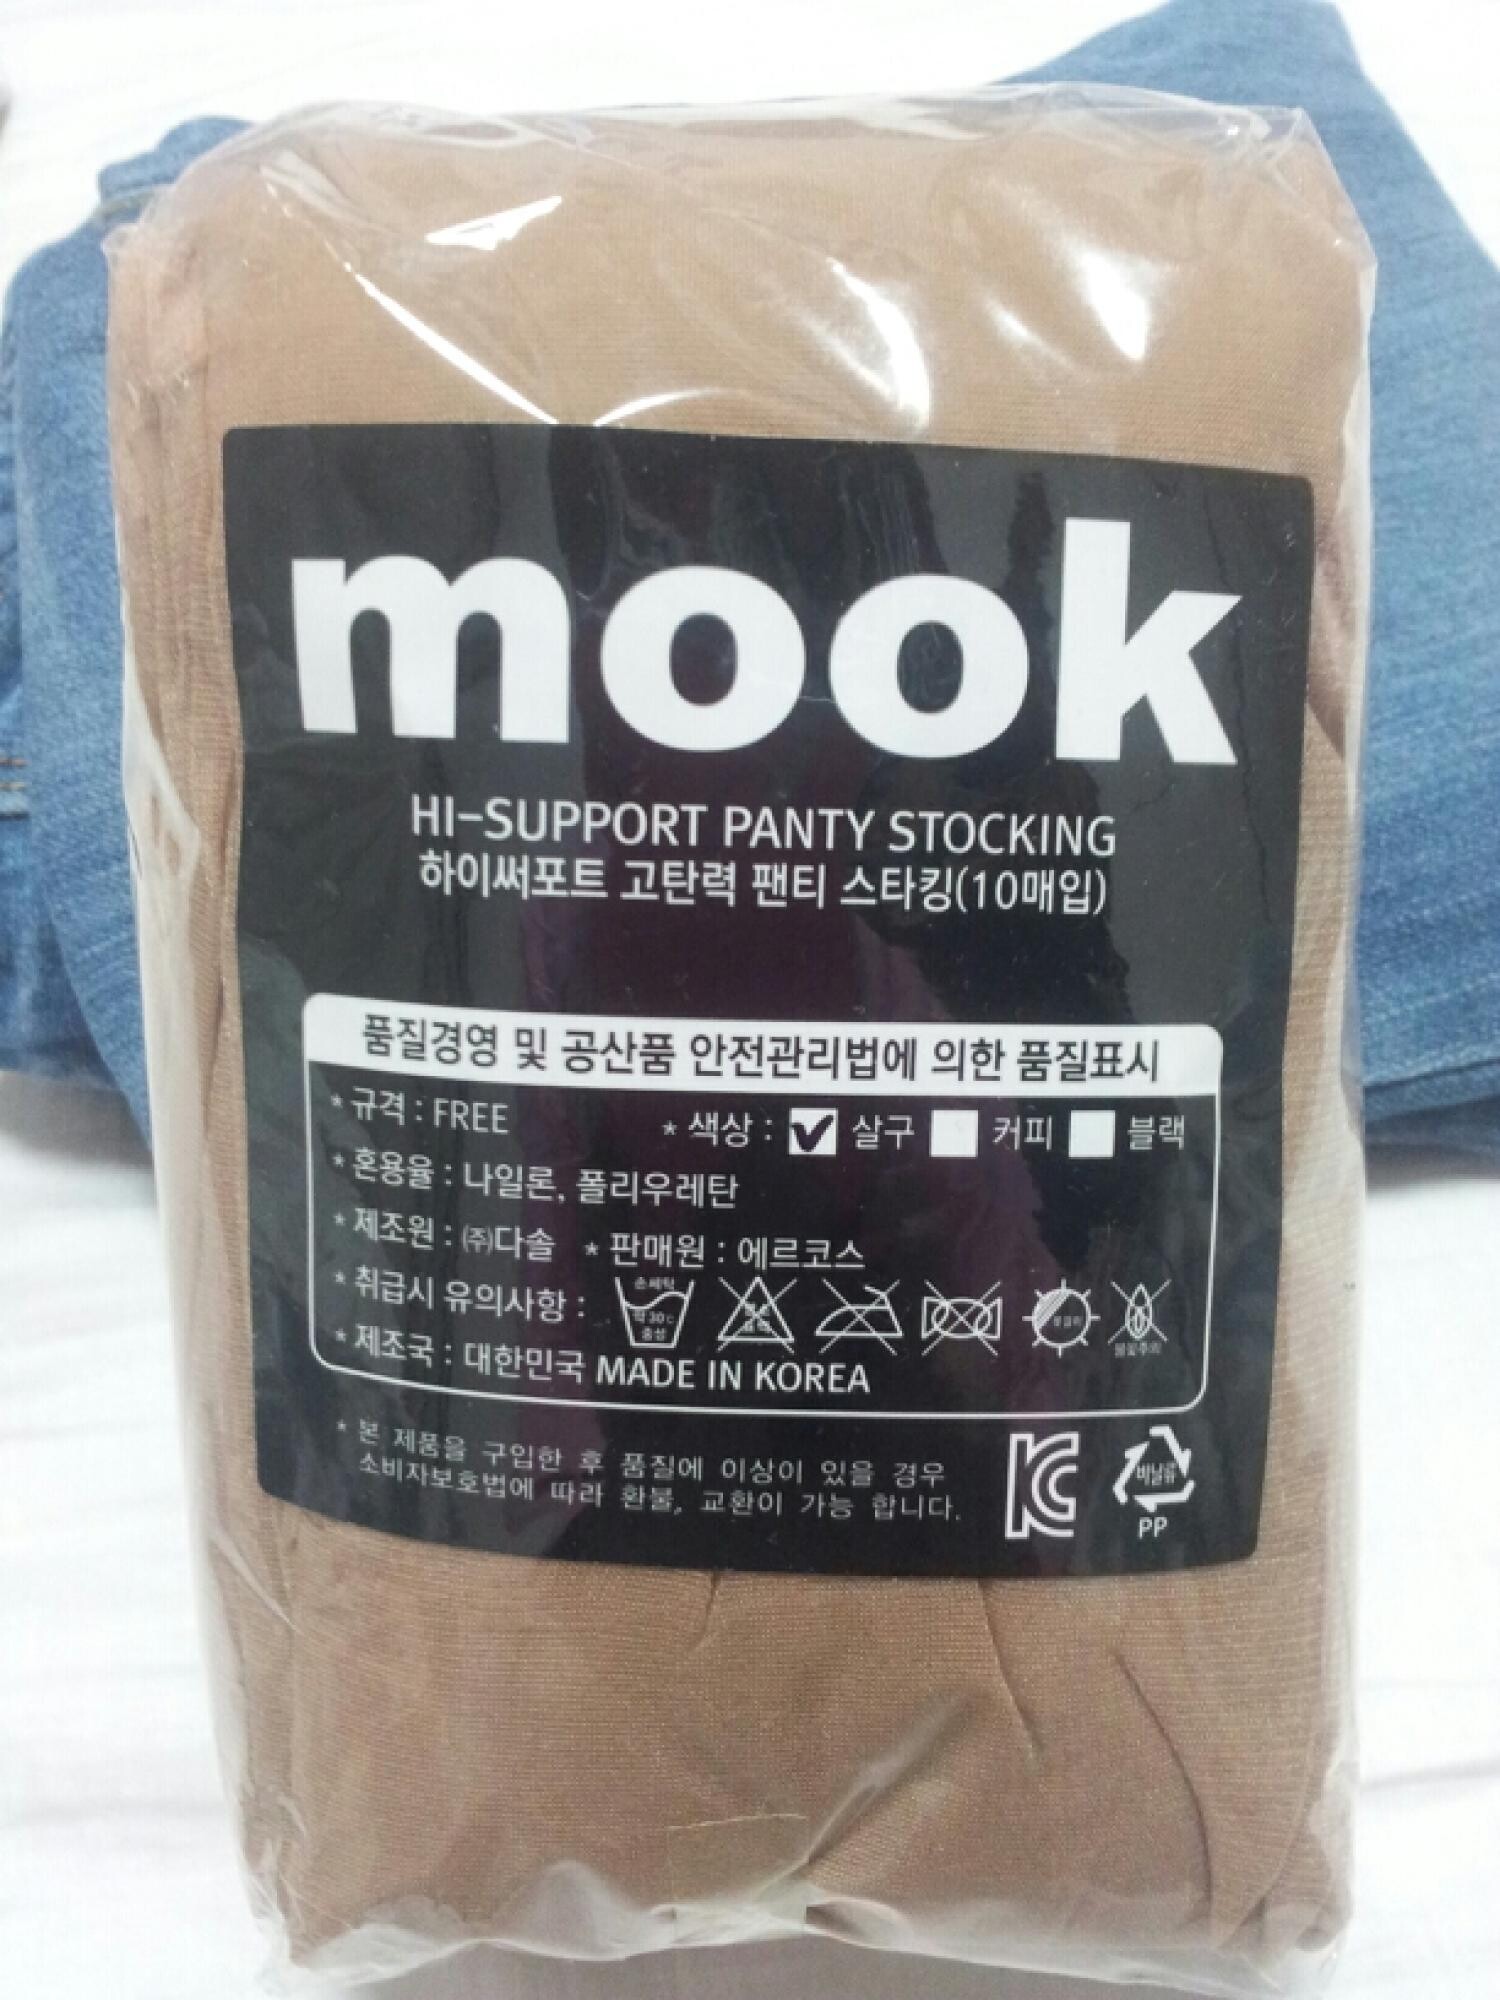 mook
HI-SUPPORT PANTY STOCKING
하이써포트 고탄력 팬티 스타킹(10매입)
품질경영 및 공산품 안전관리법에 의한 품질표시
* 규격 : FREE * 색상 : 살구 커피 블랙
* 혼용율 : 나일론, 폴리우레탄
* 제조원 : ㈜다솔 * 판매원 : 에르코스
* 취급시 유의사항 :
손세탁
약 30℃
중성
* 제조국 : 대한민국 MADE IN KOREA
* 본 제품을 구입한 후 품질에 이상이 있을 경우
소비자보호법에 따라 환불, 교환이 가능 합니다.
비닐류
PP